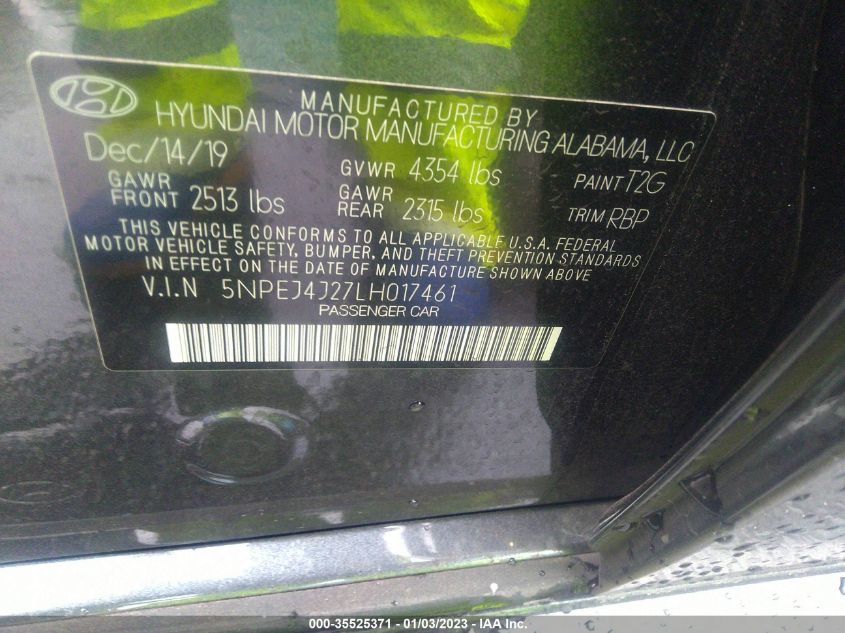 MANUFACTURED BY
HYUNDAI MOTOR MANUFACTURING ALABAMA, LLC
Dec/14/19 GVWR 4354 lbs PAINT T2G
GAWR FRONT 2513 lbs GAWR REAR 2315 lbs TRIM RBP
THIS VEHICLE CONFORMS TO ALL APPLICABLE U.S.A. FEDERAL
MOTOR VEHICLE SAFETY, BUMPER, AND THEFT PREVENTION STANDARDS
IN EFFECT ON THE DATE OF MANUFACTURE SHOWN ABOVE
V.I.N 5NPEJ4J27LH017461
PASSENGER CAR
000-35525371 - 01/03/2023 - IAA Inc.